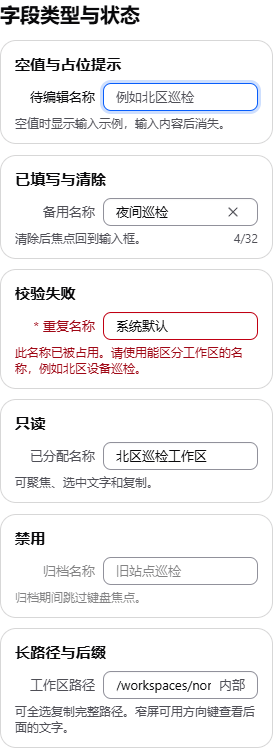 字段类型与状态
空值与占位提示
待编辑名称 例如北区巡检
空值时显示输入示例，输入内容后消失。
已填写与清除
备用名称 夜间巡检 ×
清除后焦点回到输入框。 4/32
校验失败
* 重复名称 系统默认
此名称已被占用。请使用能区分工作区的名
称，例如北区设备巡检。
只读
已分配名称 北区巡检工作区
可聚焦、选中文字和复制。
禁用
归档名称 旧站点巡检
归档期间跳过键盘焦点。
长路径与后缀
工作区路径 /workspaces/nor 内部
可全选复制完整路径。窄屏可用方向键查看后
面的文字。